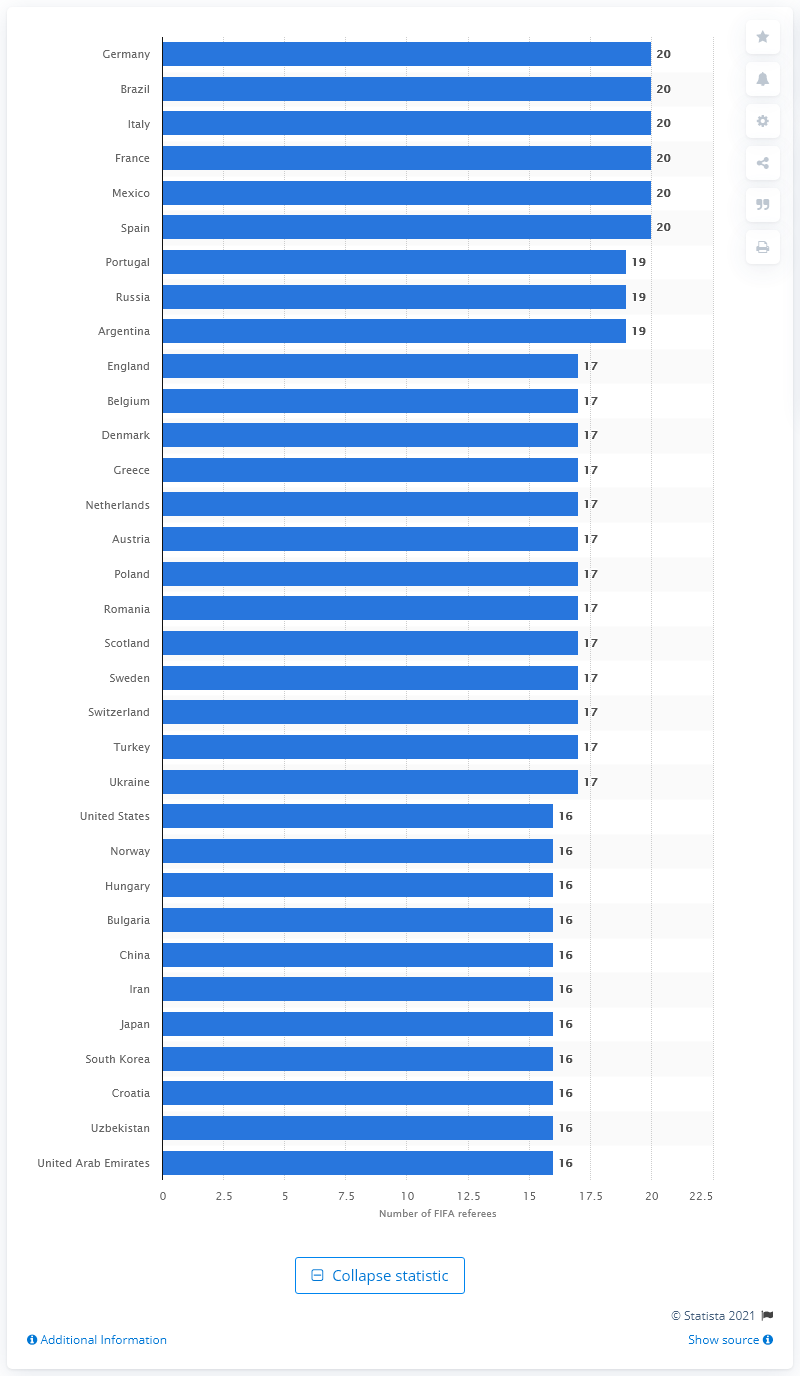 Germany 20
Brazil 20
Italy 20
France 20
Mexico 20
Spain 20
Portugal 19
Russia 19
Argentina 19
England 17
Belgium 17
Denmark 17
Greece 17
Netherlands 17
Austria 17
Poland 17
Romania 17
Scotland 17
Sweden 17
Switzerland 17
Turkey 17
Ukraine 17
United States 16
Norway 16
Hungary 16
Bulgaria 16
China 16
Iran 16
Japan 16
South Korea 16
Croatia 16
Uzbekistan 16
United Arab Emirates 16
0 2.5 5 7.5 10 12.5 15 17.5 20 22.5
Number of FIFA referees
Collapse statistic
© Statista 2021
Additional Information Show source